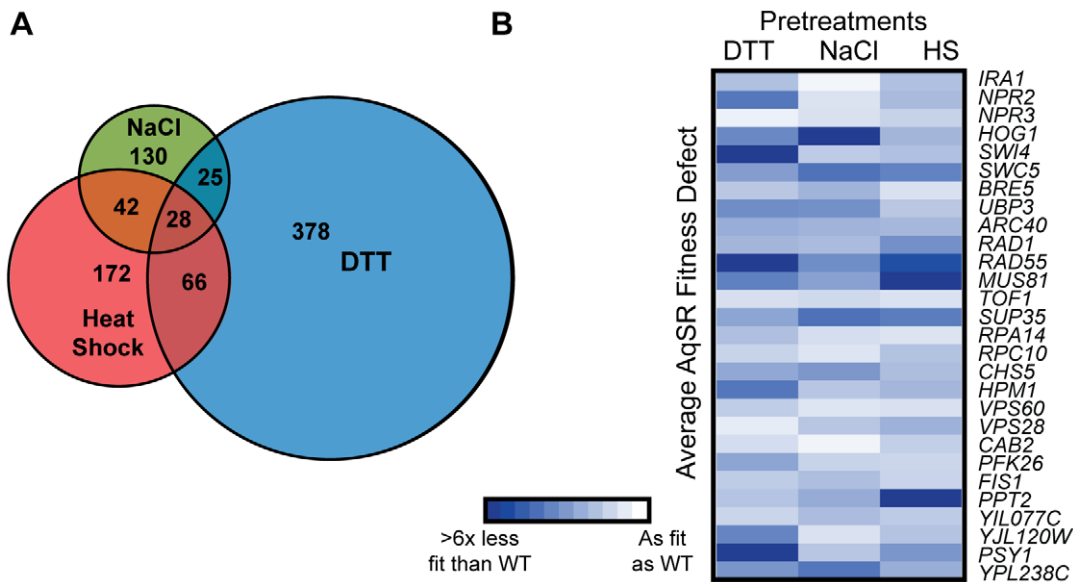 A
NaCl
130
25
42
28
378
DTT
172
66
Heat
Shock
B
Pretreatments
DTT NaCl HS
Average AqSR Fitness Defect
IRA1
NPR2
NPR3
HOG1
SWI4
SWC5
BRE5
UBP3
ARC40
RAD1
RAD55
MUS81
TOF1
SUP35
RPA14
RPC10
CHS5
HPM1
VPS60
VPS28
CAB2
PFK26
FIS1
PPT2
YIL077C
YJL120W
PSY1
YPL238C
>6x less
fit than WT
As fit
as WT